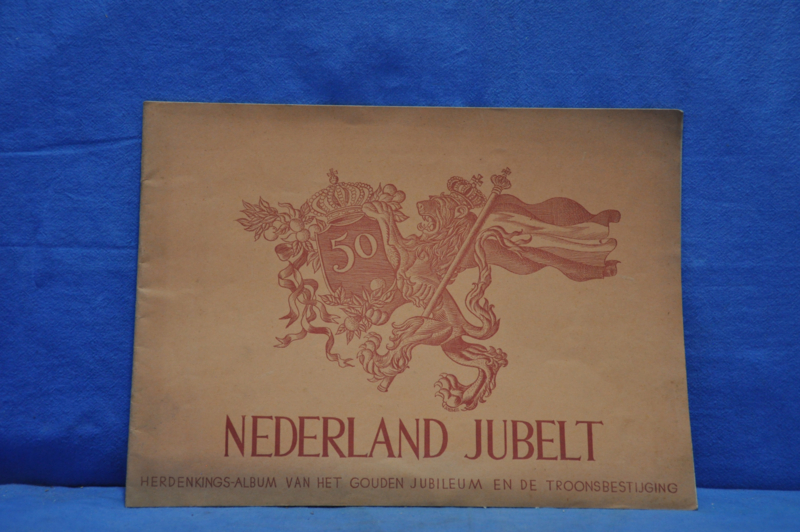 50
NEDERLAND JUBELT
HERDENKINGS-ALBUM VAN HET GOUDEN JUBILEUM EN DE TROONSBESTIJGING